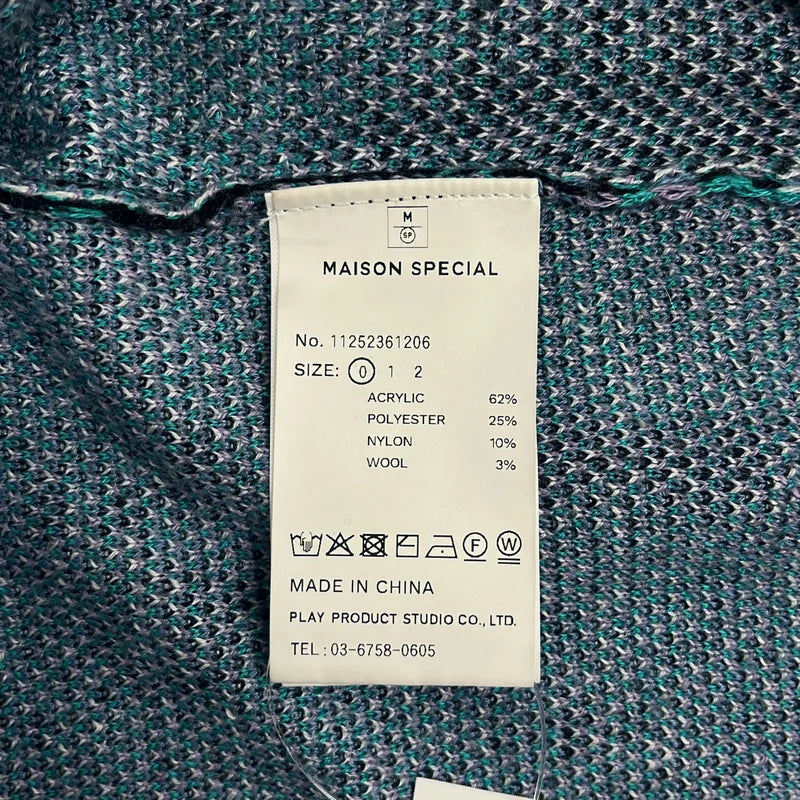 M
SP
MAISON SPECIAL
No. 11252361206
SIZE: 0 1 2
ACRYLIC 62%
POLYESTER 25%
NYLON 10%
WOOL 3%
F W
MADE IN CHINA
PLAY PRODUCT STUDIO CO., LTD.
TEL : 03-6758-0605